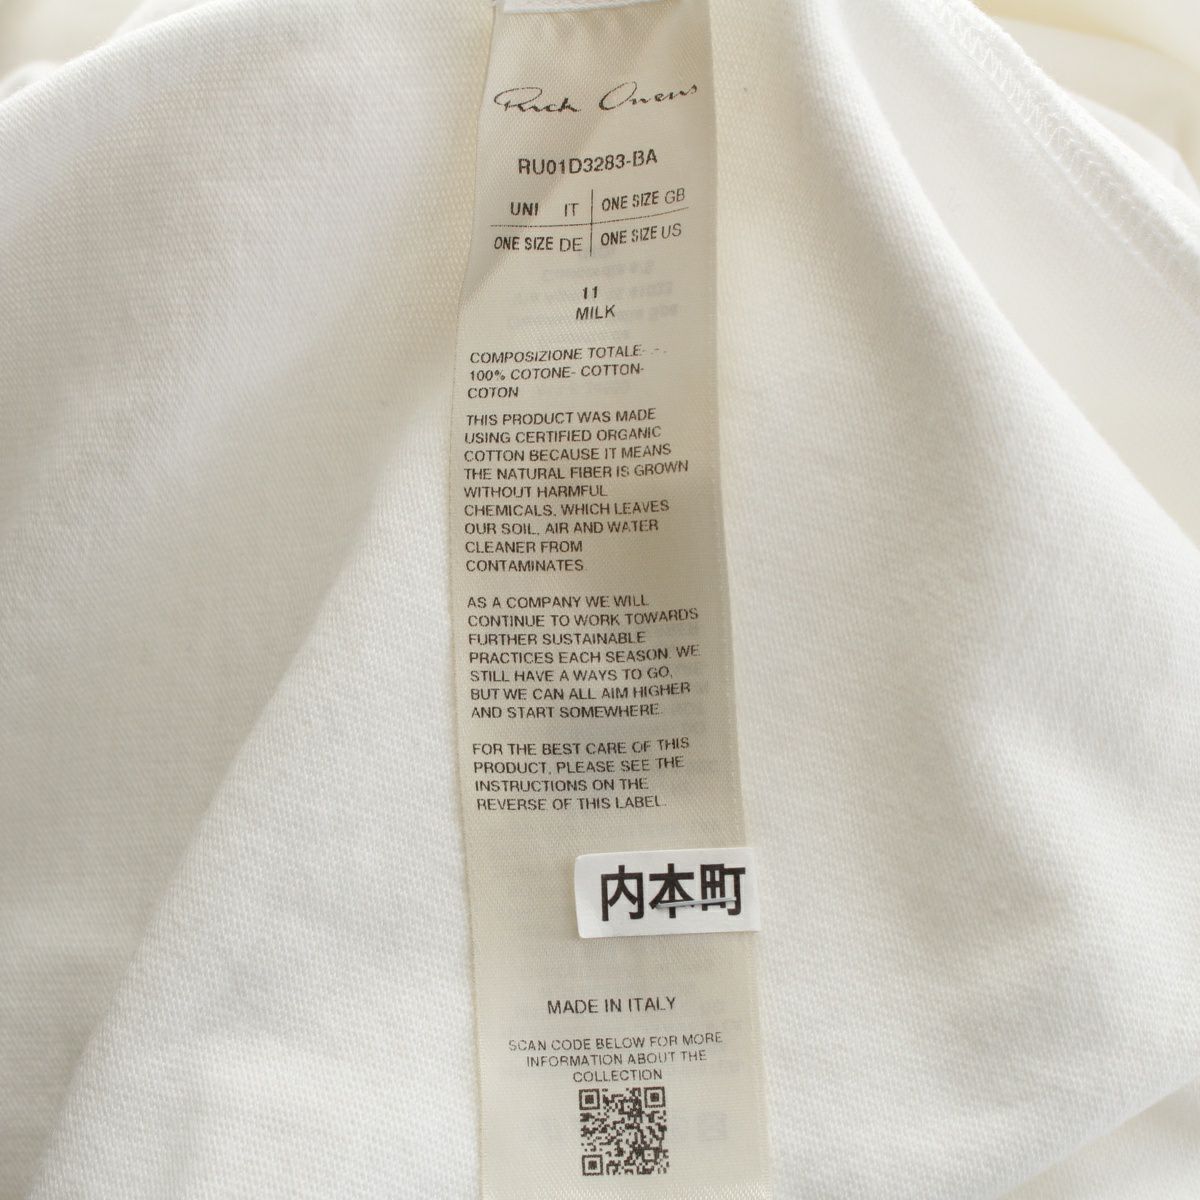 Rick Owens
RU01D3283-BA
UNI IT ONE SIZE GB
ONE SIZE DE ONE SIZE US
11
MILK
COMPOSIZIONE TOTALE- - -
100% COTONE- COTTON-
COTON
THIS PRODUCT WAS MADE
USING CERTIFIED ORGANIC
COTTON BECAUSE IT MEANS
THE NATURAL FIBER IS GROWN
WITHOUT HARMFUL
CHEMICALS, WHICH LEAVES
OUR SOIL, AIR AND WATER
CLEANER FROM
CONTAMINATES.
AS A COMPANY WE WILL
CONTINUE TO WORK TOWARDS
FURTHER SUSTAINABLE
PRACTICES EACH SEASON. WE
STILL HAVE A WAYS TO GO,
BUT WE CAN ALL AIM HIGHER
AND START SOMEWHERE.
FOR THE BEST CARE OF THIS
PRODUCT, PLEASE SEE THE
INSTRUCTIONS ON THE
REVERSE OF THIS LABEL.
内本町
MADE IN ITALY
SCAN CODE BELOW FOR MORE
INFORMATION ABOUT THE
COLLECTION